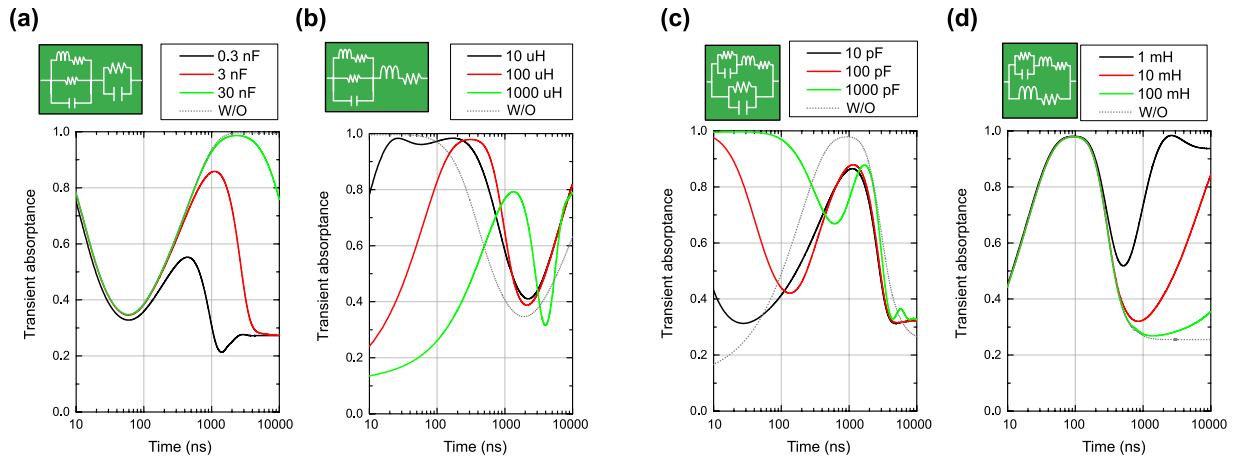 (a)
0.3 nF
3 nF
30 nF
W/O
Transient absorptance
1.0
0.8
0.6
0.4
0.2
0.0
10 100 1000 10000
Time (ns)
(b)
10 uH
100 uH
1000 uH
W/O
Transient absorptance
1.0
0.8
0.6
0.4
0.2
0.0
10 100 1000 10000
Time (ns)
(c)
10 pF
100 pF
1000 pF
W/O
Transient absorptance
1.0
0.8
0.6
0.4
0.2
0.0
10 100 1000 10000
Time (ns)
(d)
1 mH
10 mH
100 mH
W/O
Transient absorptance
1.0
0.8
0.6
0.4
0.2
0.0
10 100 1000 10000
Time (ns)